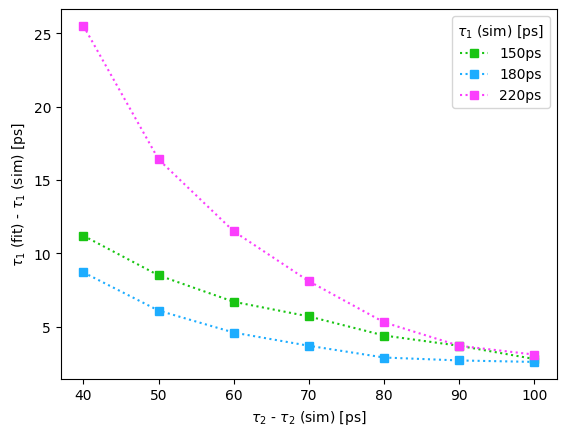 25
20
15
10
5
40 50 60 70 80 90 100
τ₁ (fit) - τ₁ (sim) [ps]
τ₂ - τ₂ (sim) [ps]
τ₁ (sim) [ps]
150ps
180ps
220ps